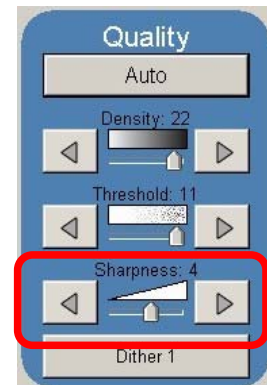 Quality
Auto
Density: 22
Threshold: 11
Sharpness: 4
Dither 1